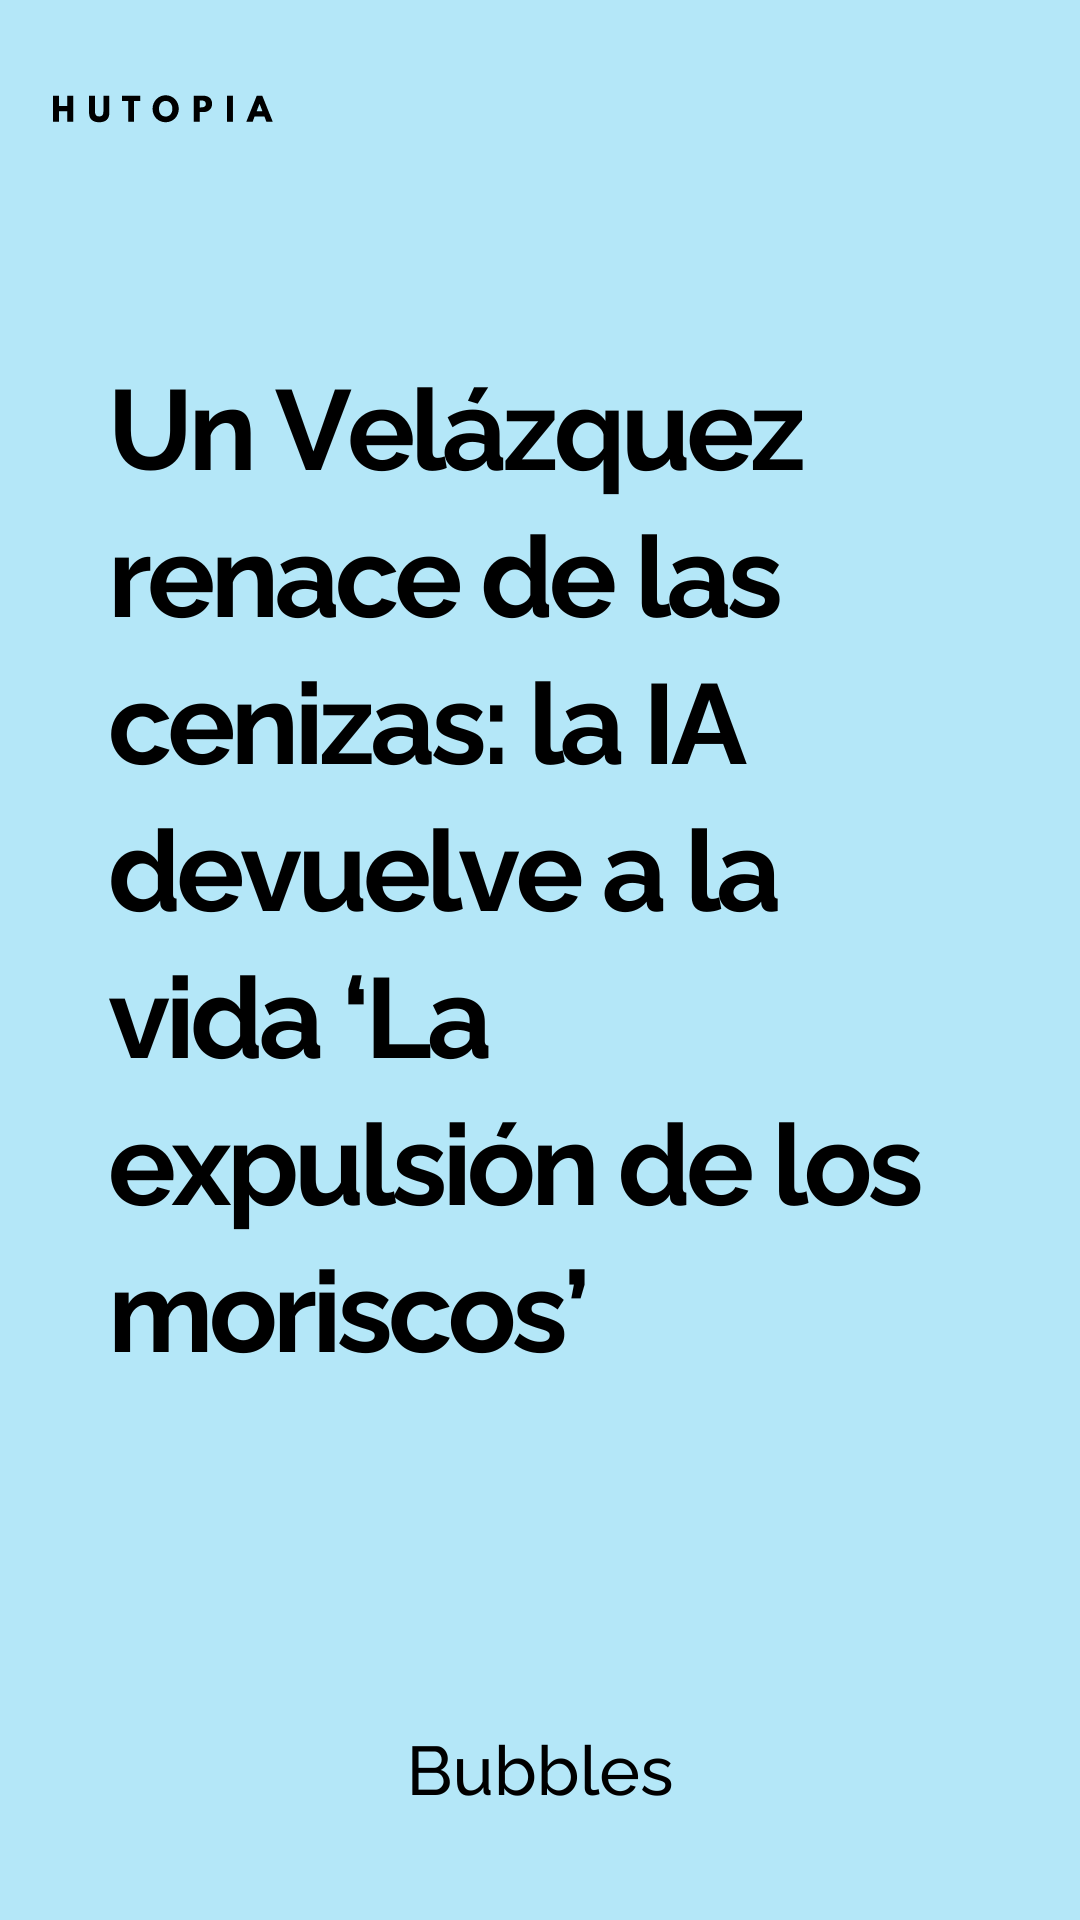 HUTOPIA
Un Velázquez
renace de las
cenizas: la IA
devuelve a la
vida ‘La
expulsión de los
moriscos’
Bubbles